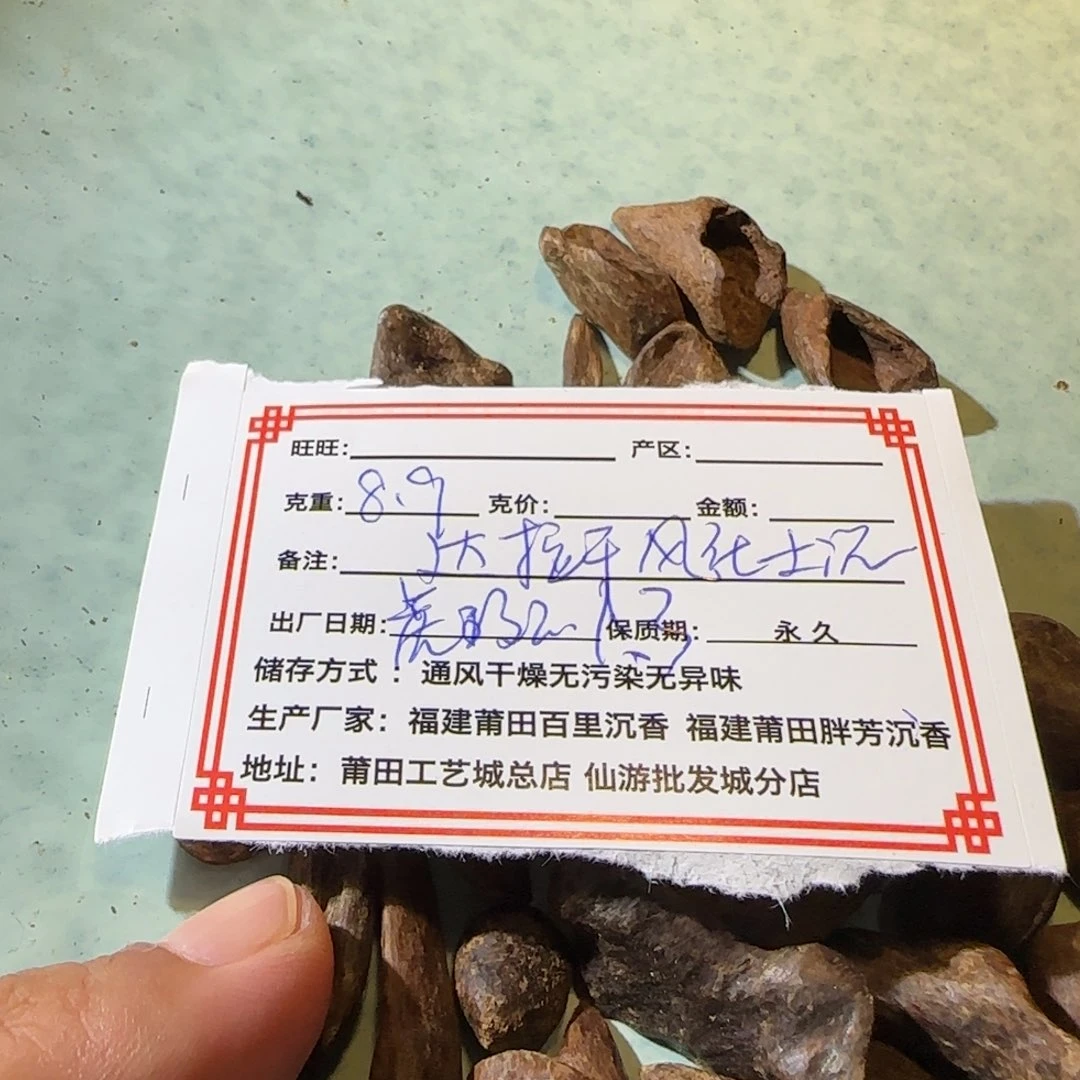 旺旺： 产区：
克重：8.9 克价： 金额：
备注： 达拉干风化土沉
出厂日期： 保质期： 永久
储存方式 ：通风干燥无污染无异味
生产厂家：福建莆田百里沉香 福建莆田胖芳沉香
地址：莆田工艺城总店 仙游批发城分店